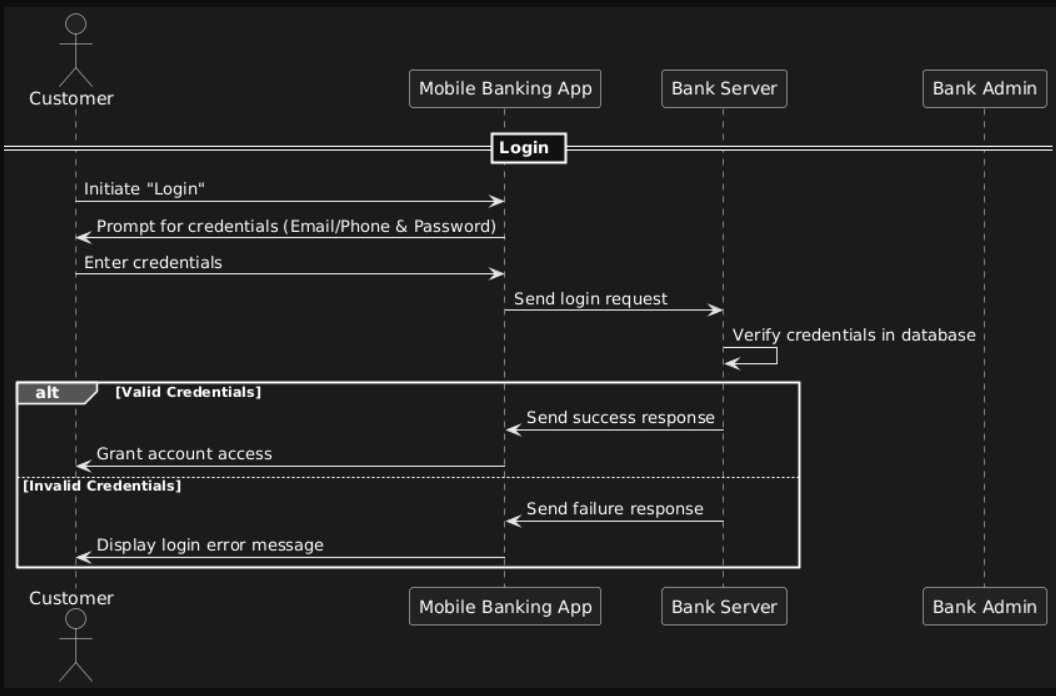 Customer
Mobile Banking App
Bank Server
Bank Admin
Login
Initiate "Login"
Prompt for credentials (Email/Phone & Password)
Enter credentials
Send login request
Verify credentials in database
alt
[Valid Credentials]
Send success response
Grant account access
[Invalid Credentials]
Send failure response
Display login error message
Customer
Mobile Banking App
Bank Server
Bank Admin